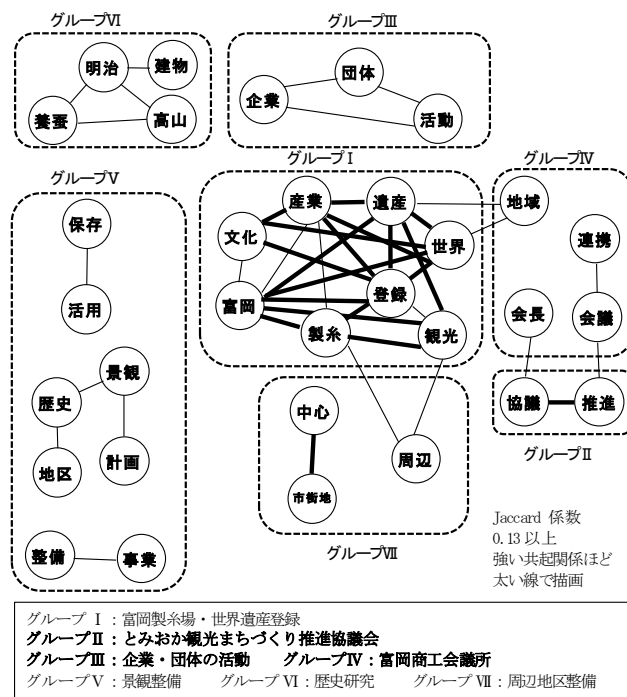 グループⅥ
明治
建物
養蚕
高山
グループⅢ
団体
企業
活動
グループⅤ
保存
活用
景観
歴史
地区
計画
整備
事業
グループⅠ
産業
遺産
文化
世界
登録
富岡
製糸
観光
グループⅣ
地域
連携
会長
会議
協議
推進
グループⅡ
中心
周辺
市街地
グループⅦ
Jaccard 係数
0.13 以上
強い共起関係ほど
太い線で描画
グループ Ⅰ：富岡製糸場・世界遺産登録
グループⅡ：とみおか観光まちづくり推進協議会
グループⅢ：企業・団体の活動 グループⅣ：富岡商工会議所
グループⅤ：景観整備 グループ Ⅵ：歴史研究 グループ Ⅶ：周辺地区整備